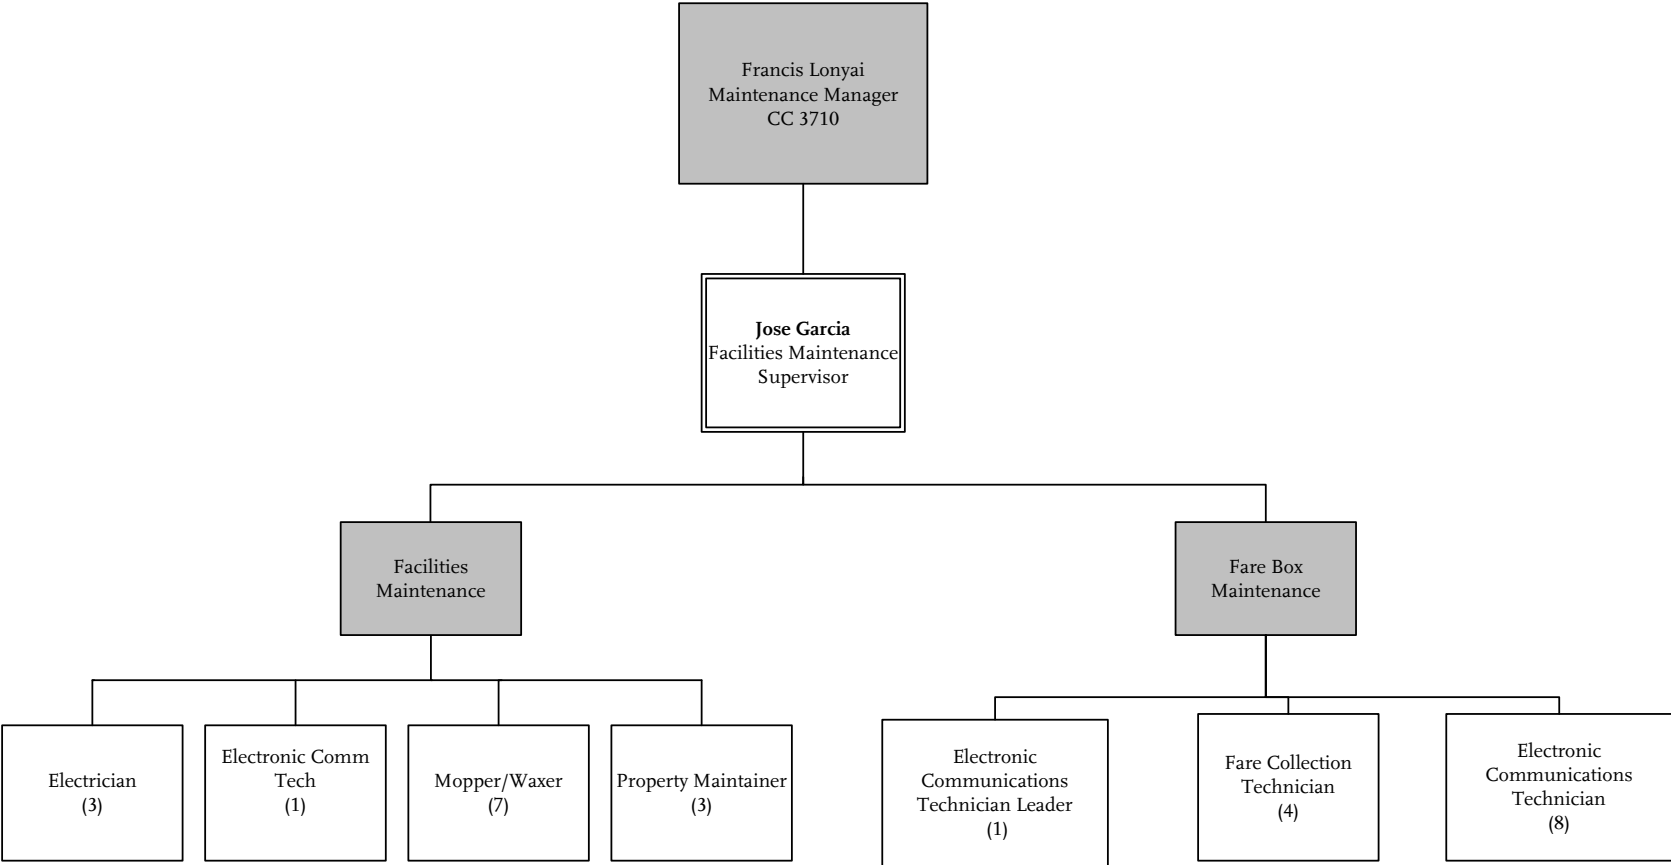 Francis Lonyai
Maintenance Manager
CC 3710
Jose Garcia
Facilities Maintenance
Supervisor
Facilities
Maintenance
Fare Box
Maintenance
Electrician
(3)
Electronic Comm
Tech
(1)
Mopper/Waxer
(7)
Property Maintainer
(3)
Electronic
Communications
Technician Leader
(1)
Fare Collection
Technician
(4)
Electronic
Communications
Technician
(8)